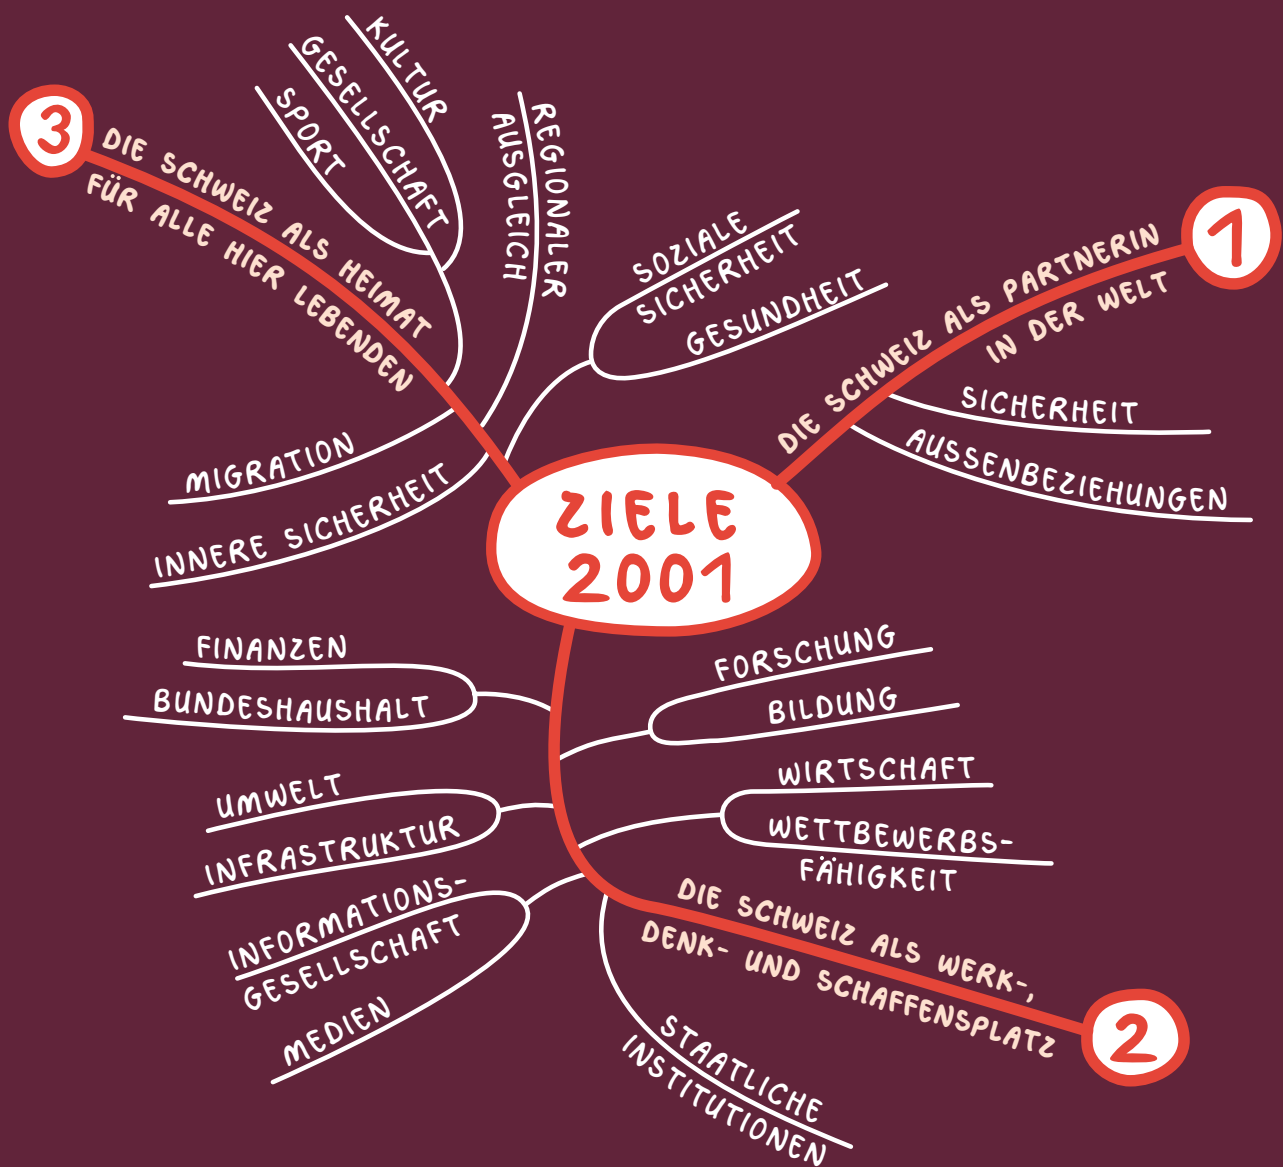 ZIELE
2001
1
DIE SCHWEIZ ALS PARTNERIN
IN DER WELT
SICHERHEIT
AUSSENBEZIEHUNGEN
2
DIE SCHWEIZ ALS WERK-,
DENK- UND SCHAFFENSPLATZ
FORSCHUNG
BILDUNG
WIRTSCHAFT
WETTBEWERBS-
FÄHIGKEIT
FINANZEN
BUNDESHAUSHALT
UMWELT
INFRASTRUKTUR
INFORMATIONS-
GESELLSCHAFT
MEDIEN
STAATLICHE
INSTITUTIONEN
3
DIE SCHWEIZ ALS HEIMAT
FÜR ALLE HIER LEBENDEN
KULTUR
GESELLSCHAFT
SPORT
REGIONALER
AUSGLEICH
SOZIALE
SICHERHEIT
GESUNDHEIT
MIGRATION
INNERE SICHERHEIT